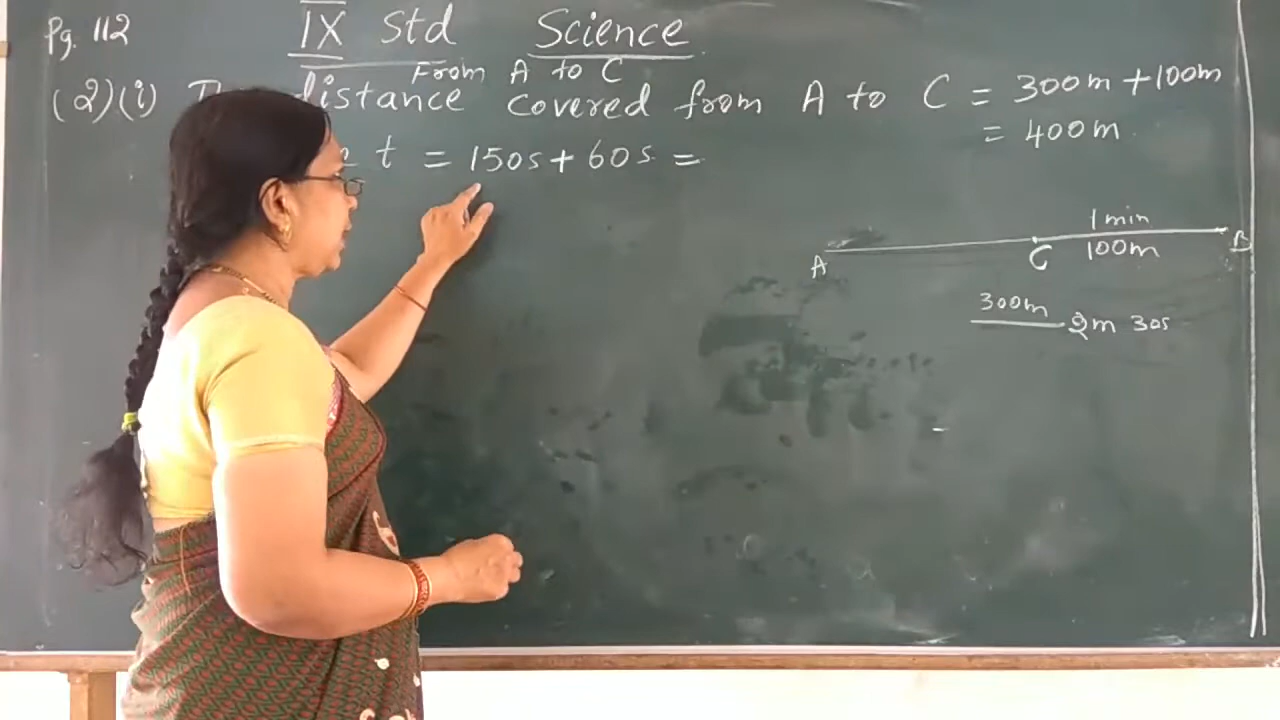 Pg. 112
IX Std Science
From A to C
(2)(i) distance covered from A to C = 300m + 100m
= 400m
t = 150s + 60s =
1 min
A C 100m B
300m 2m 30s